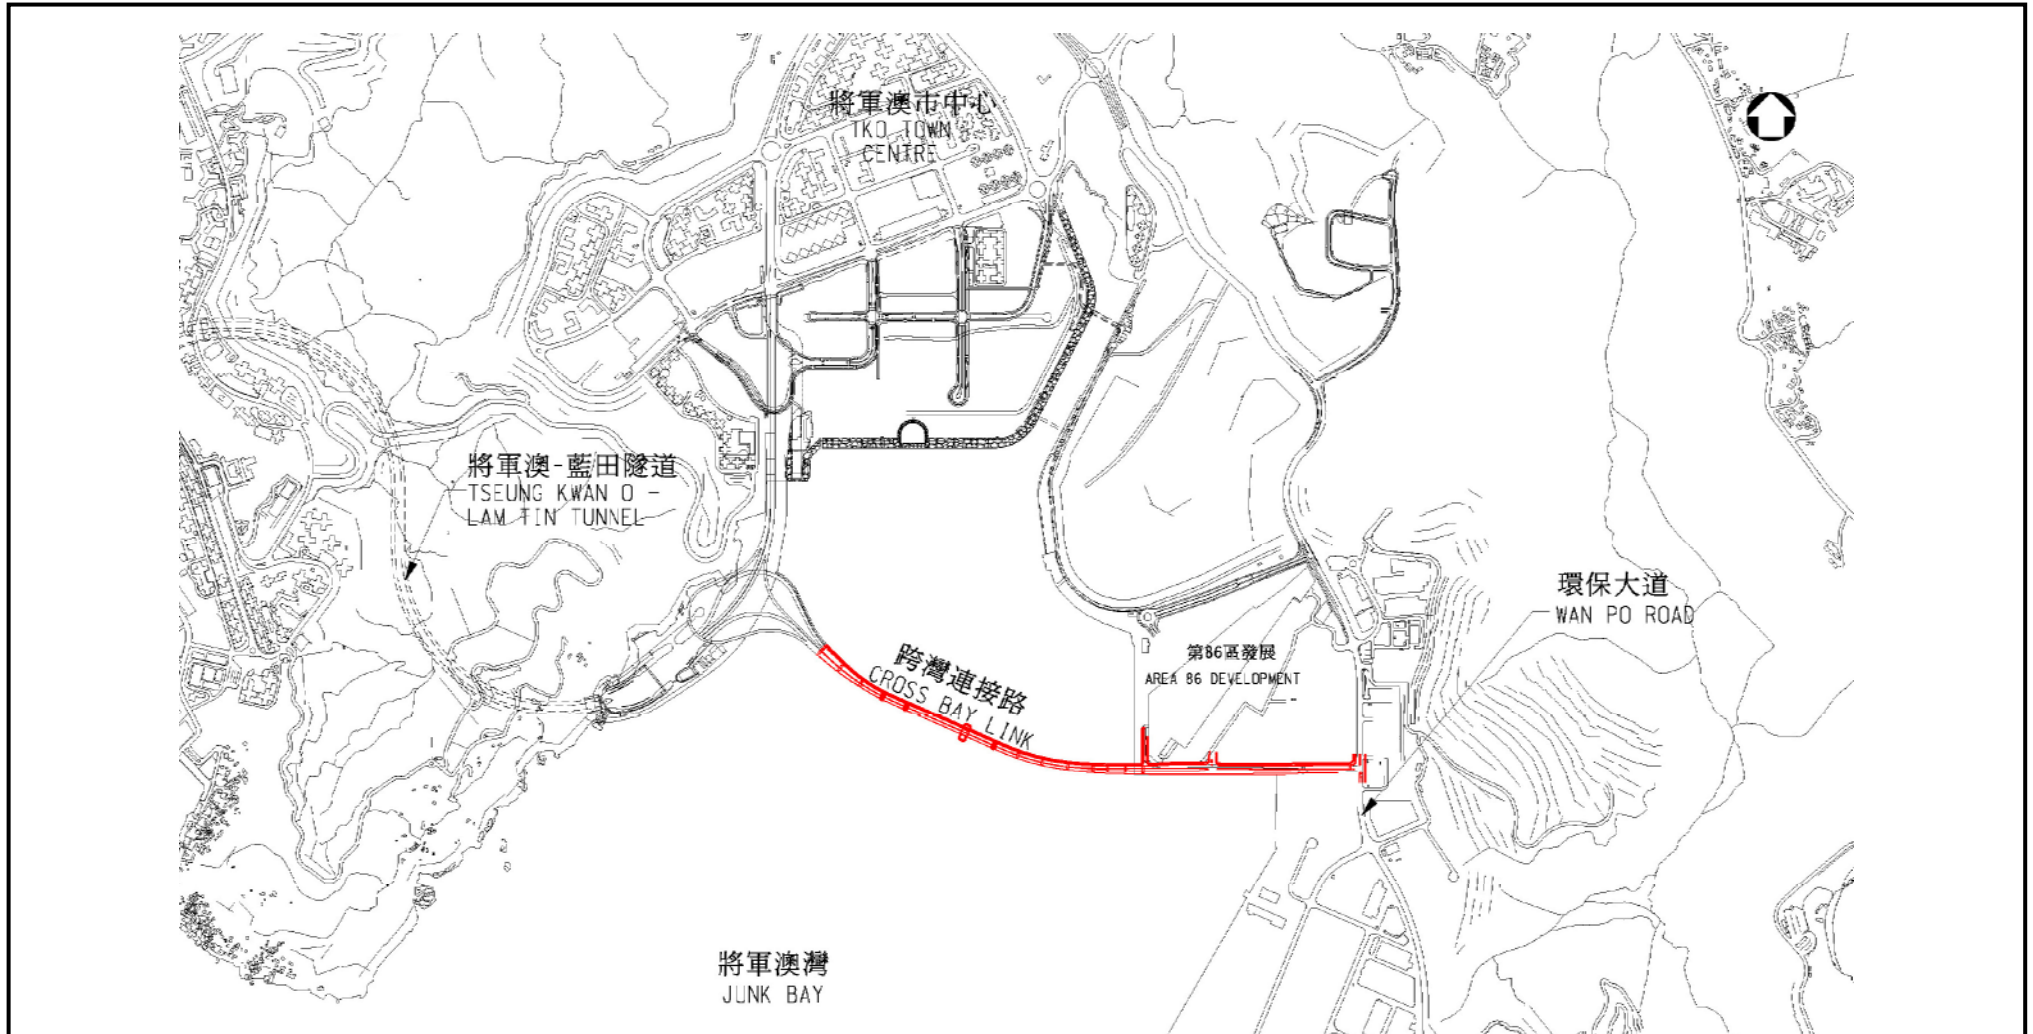 將軍澳市中心
TKO TOWN
CENTRE
將軍澳-藍田隧道
TSEUNG KWAN O -
LAM TIN TUNNEL
環保大道
WAN PO ROAD
跨灣連接路
CROSS BAY LINK
第86區發展
AREA 86 DEVELOPMENT
將軍澳灣
JUNK BAY